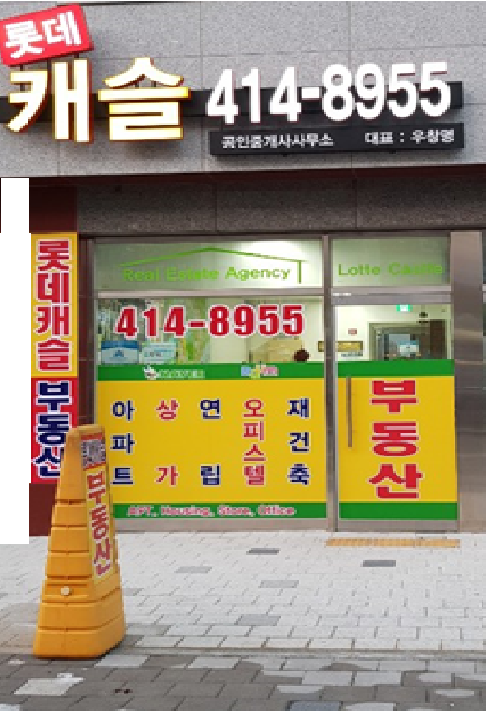 롯데
캐슬 414-8955
공인중개사사무소 대표 : 우창명
롯데캐슬 부동산
Real Estate Agency
Lotte Castle
414-8955
NAVER
아파트
상가
연립
오피스텔
재건축
APT, Housing, Store, Office
부동산
부동산